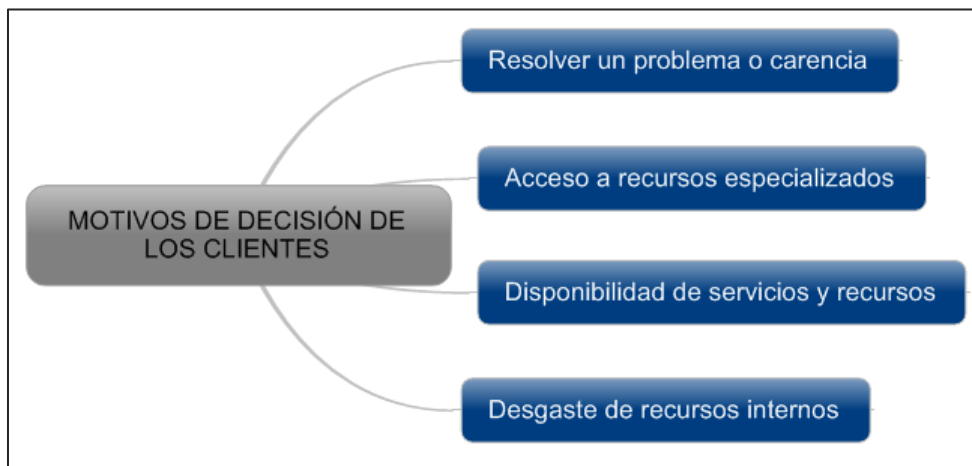 Resolver un problema o carencia
Acceso a recursos especializados
MOTIVOS DE DECISIÓN DE
LOS CLIENTES
Disponibilidad de servicios y recursos
Desgaste de recursos internos